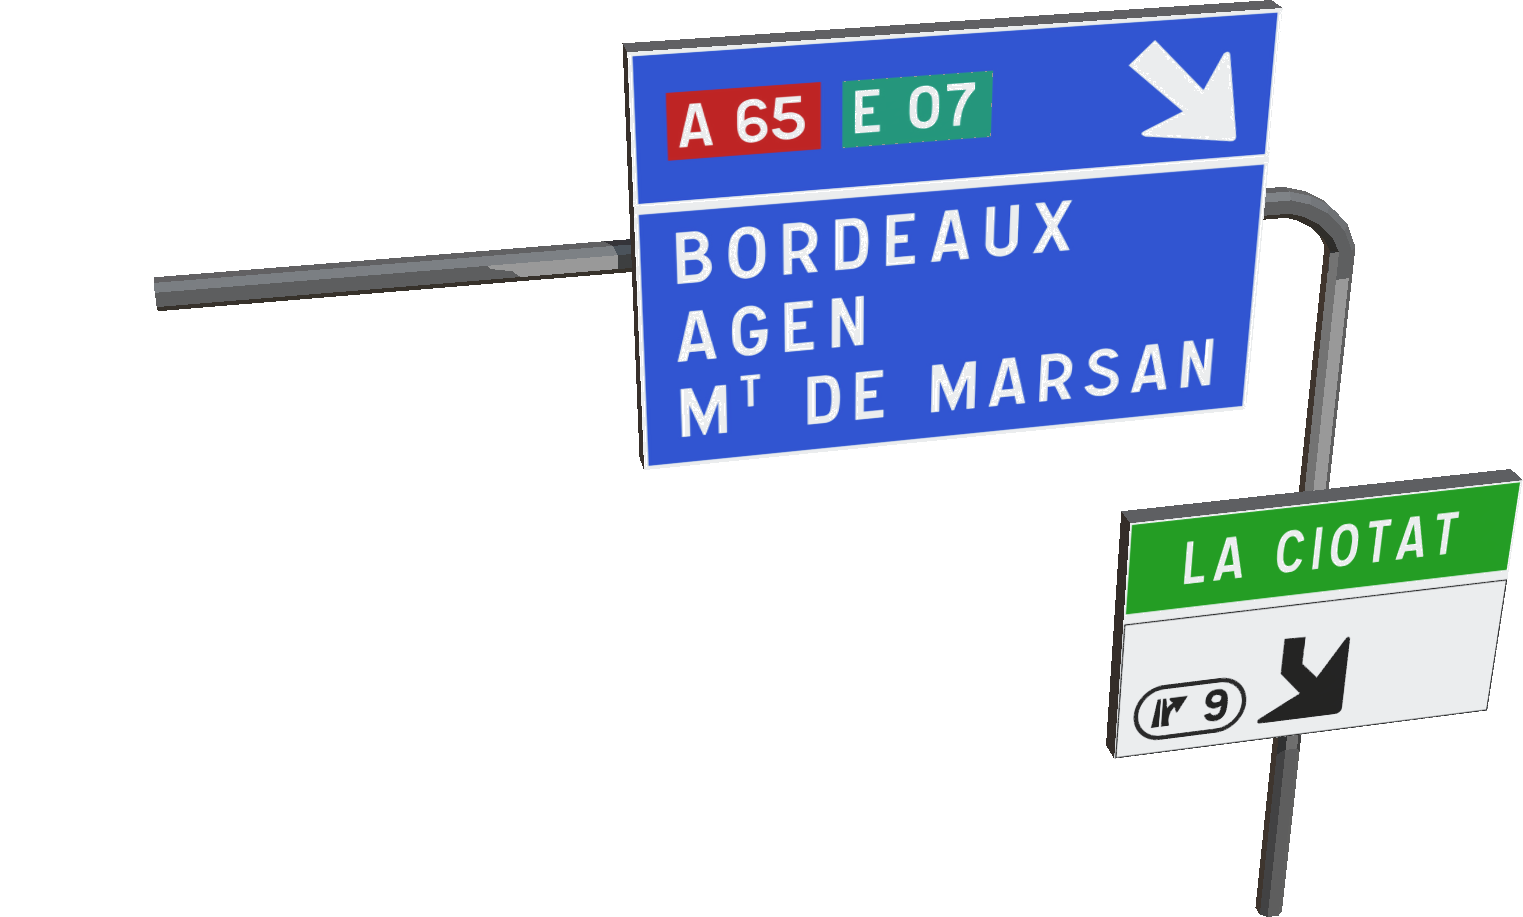 A 65 E 07
BORDEAUX
AGEN
Mᵀ DE MARSAN
LA CIOTAT
9